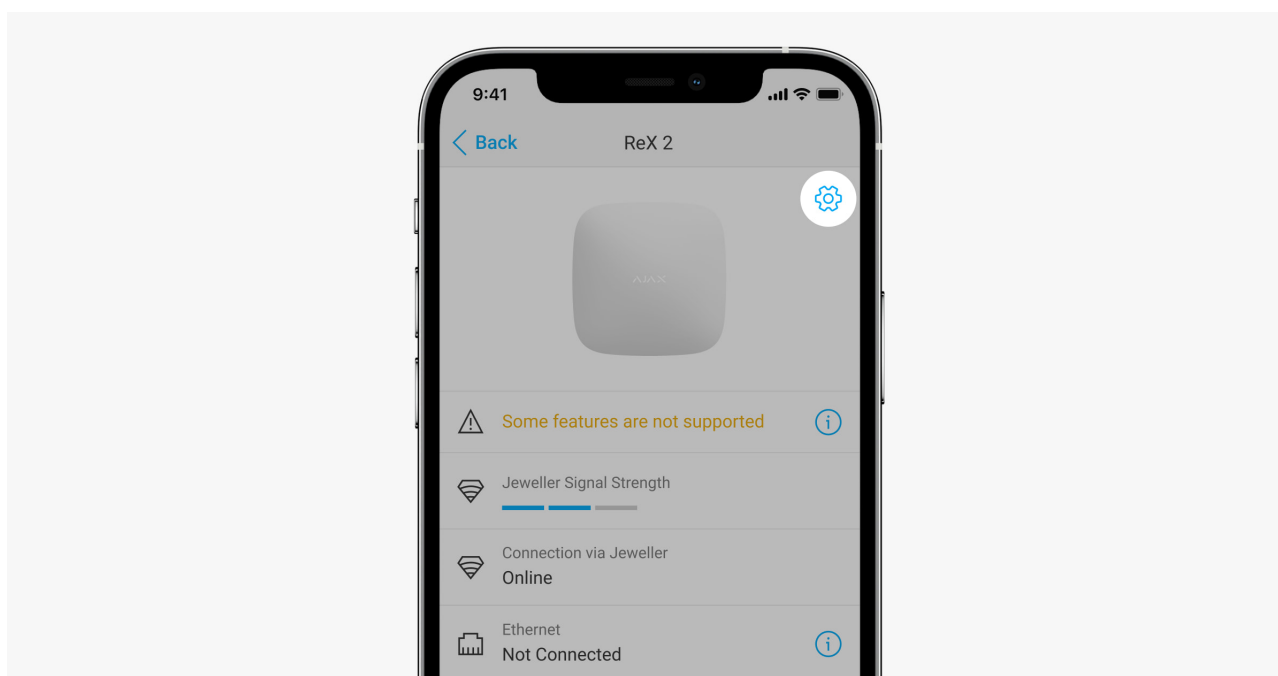 9:41
Back
ReX 2
AJAX
Some features are not supported
Jeweller Signal Strength
Connection via Jeweller
Online
Ethernet
Not Connected